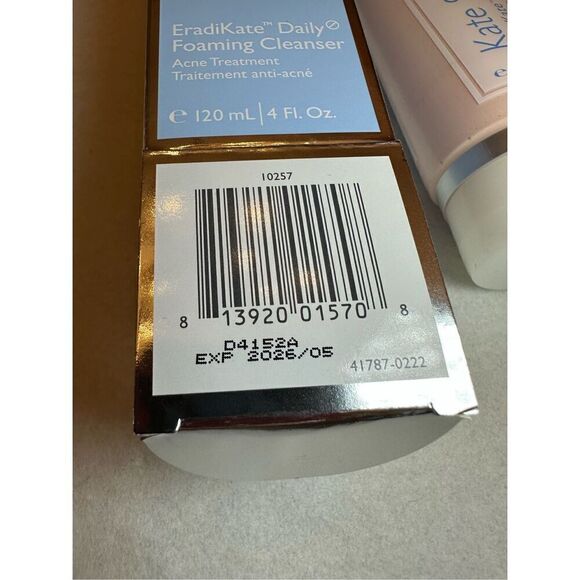 EradiKate™ Daily
Foaming Cleanser
Acne Treatment
Traitement anti-acné
℮ 120 mL | 4 Fl. Oz.
Kate
10257
8 13920 01570 8
D4152A
EXP 2026/05
41787-0222